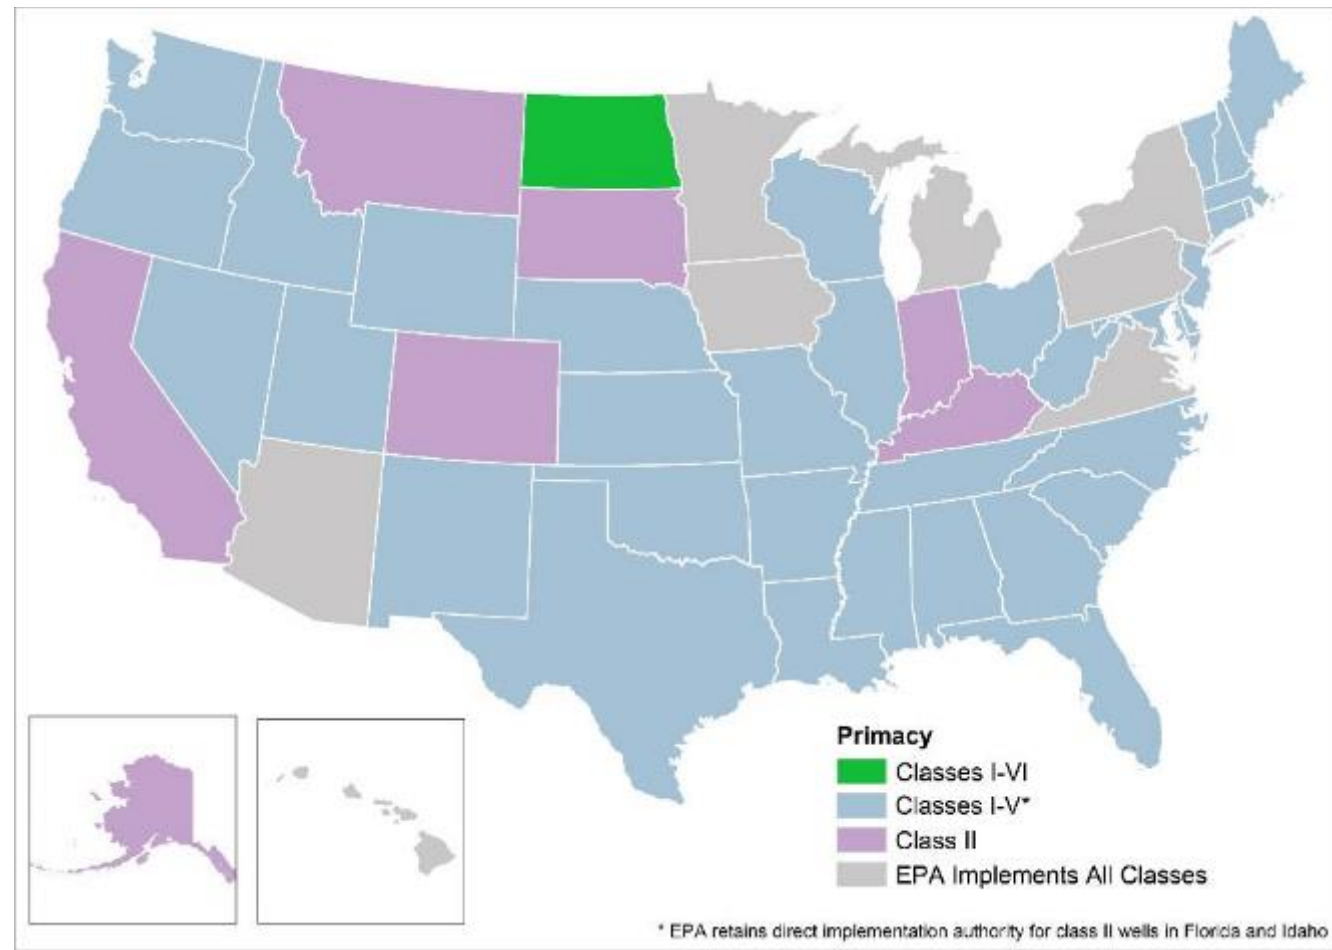 Primacy
Classes I-VI
Classes I-V*
Class II
EPA Implements All Classes
* EPA retains direct implementation authority for class II wells in Florida and Idaho